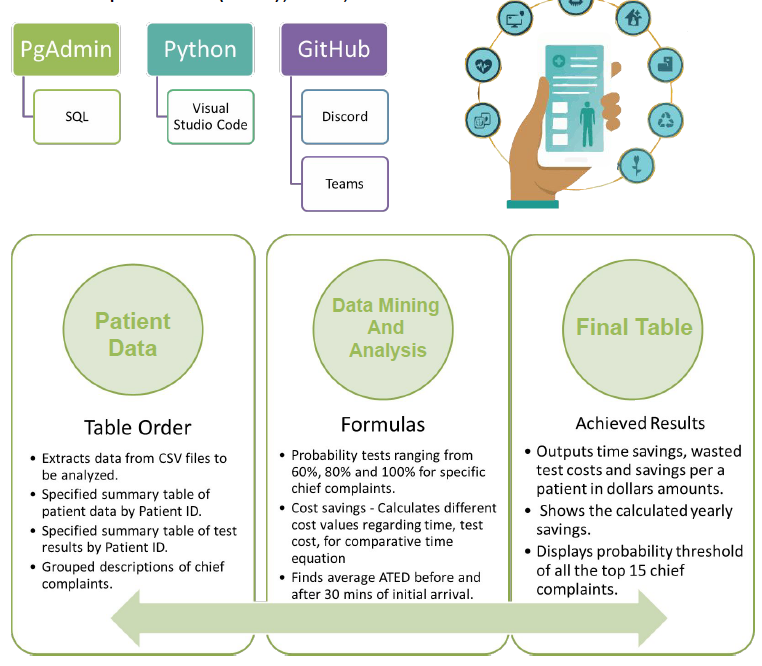 PgAdmin
SQL
Python
Visual
Studio Code
GitHub
Discord
Teams
Patient
Data
Table Order
• Extracts data from CSV files to
be analyzed.
• Specified summary table of
patient data by Patient ID.
• Specified summary table of test
results by Patient ID.
• Grouped descriptions of chief
complaints.
Data Mining
And
Analysis
Formulas
• Probability tests ranging from
60%, 80% and 100% for specific
chief complaints.
• Cost savings - Calculates different
cost values regarding time, test
cost, for comparative time
equation
• Finds average ATED before and
after 30 mins of initial arrival.
Final Table
Achieved Results
• Outputs time savings, wasted
test costs and savings per a
patient in dollars amounts.
• Shows the calculated yearly
savings.
• Displays probability threshold
of all the top 15 chief
complaints.